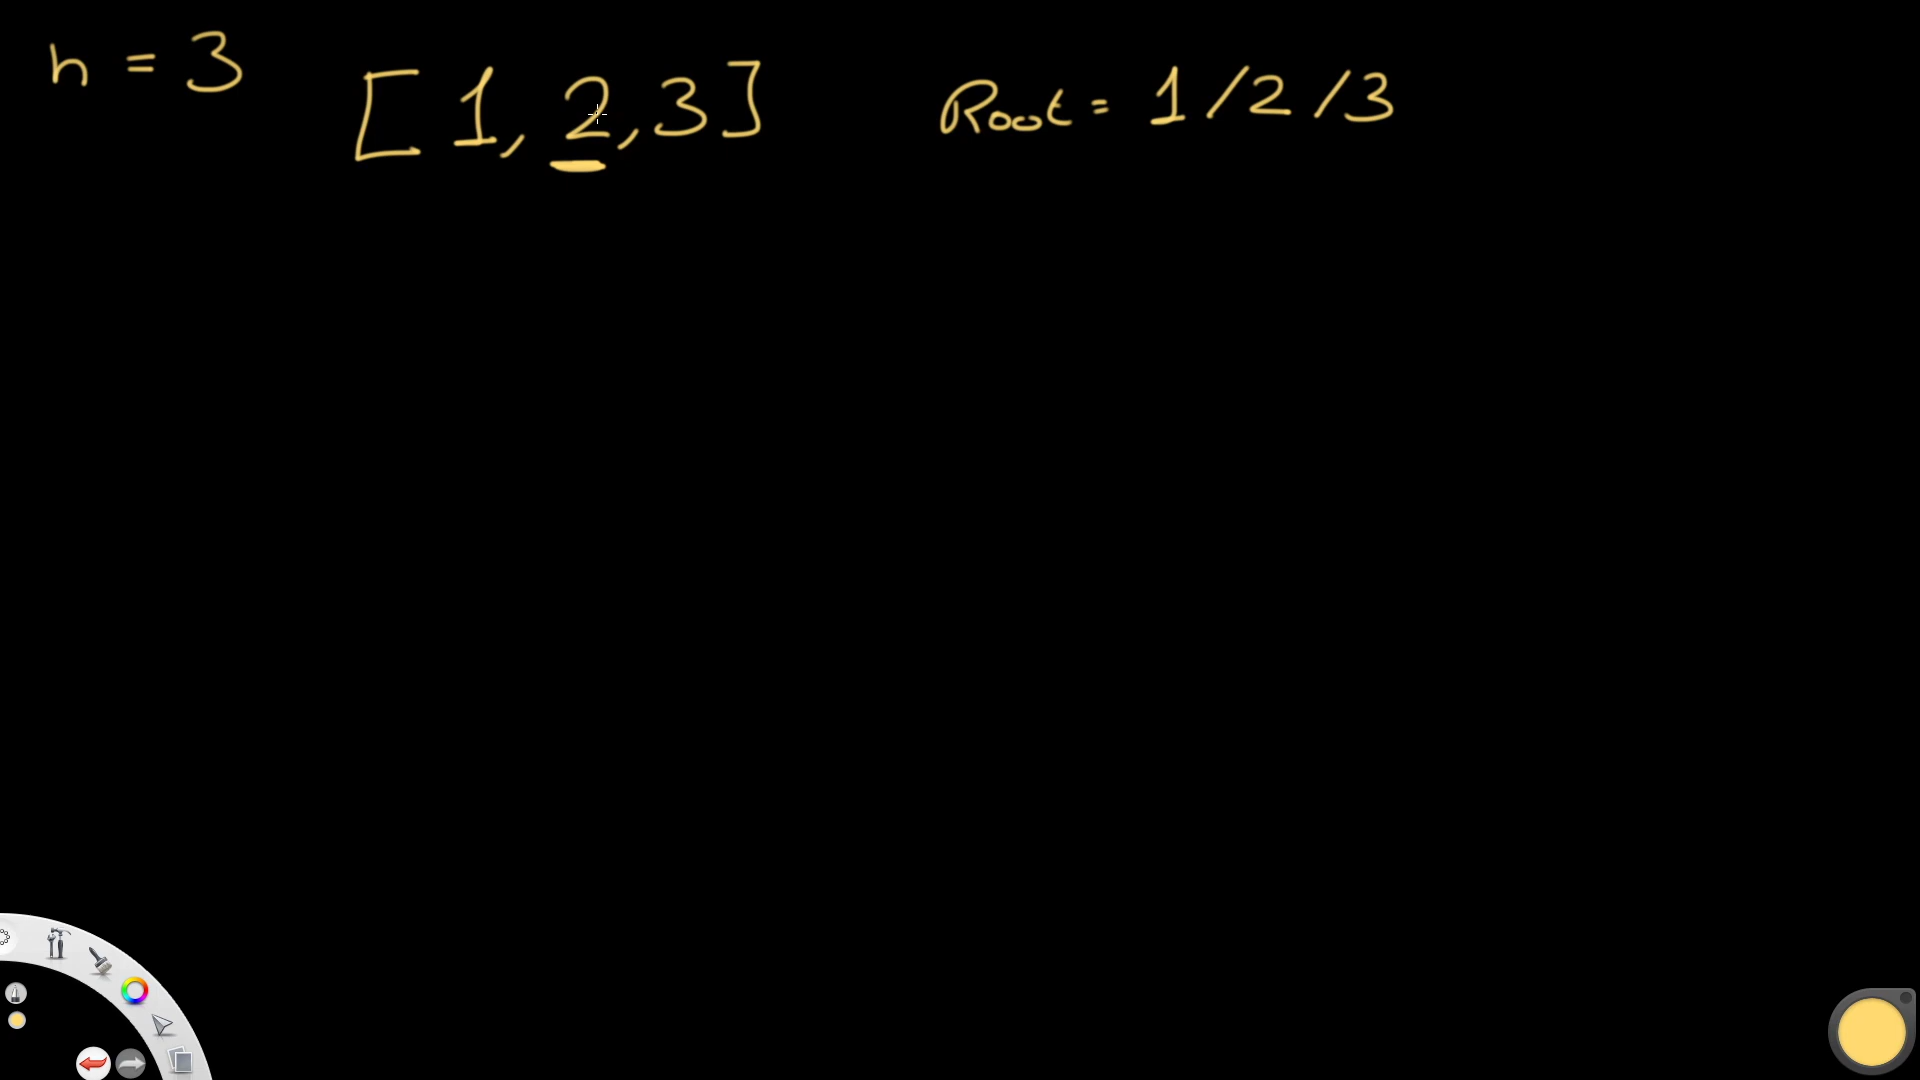 n = 3
[1, 2, 3]
Root = 1/2/3